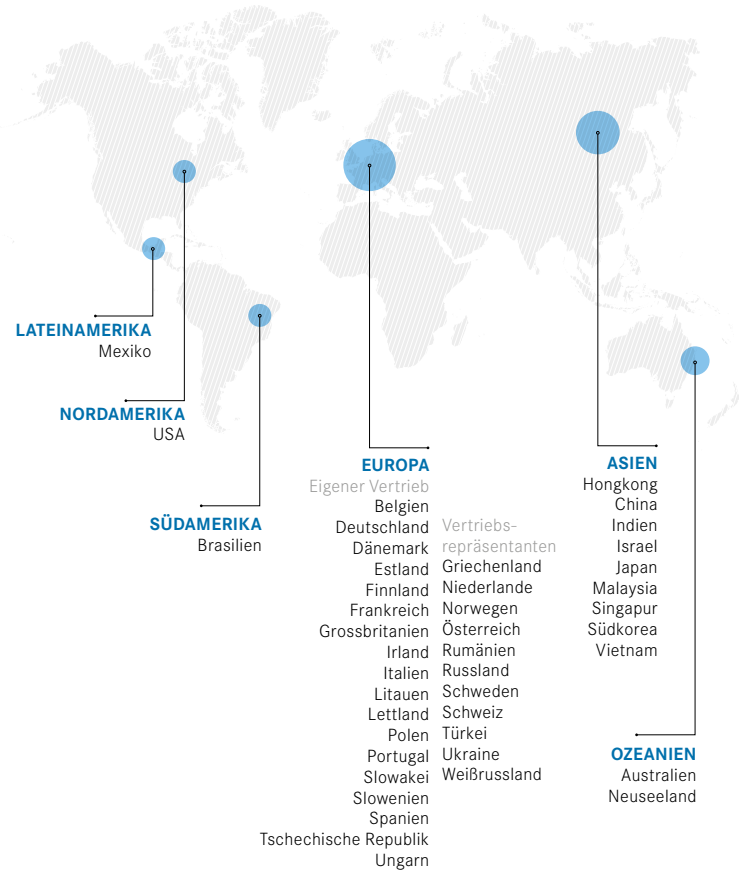 LATEINAMERIKA
Mexiko
NORDAMERIKA
USA
SÜDAMERIKA
Brasilien
EUROPA
Eigener Vertrieb
Belgien
Deutschland
Dänemark
Estland
Finnland
Frankreich
Grossbritanien
Irland
Italien
Litauen
Lettland
Polen
Portugal
Slowakei
Slowenien
Spanien
Tschechische Republik
Ungarn
Vertriebs-
repräsentanten
Griechenland
Niederlande
Norwegen
Österreich
Rumänien
Russland
Schweden
Schweiz
Türkei
Ukraine
Weißrussland
ASIEN
Hongkong
China
Indien
Israel
Japan
Malaysia
Singapur
Südkorea
Vietnam
OZEANIEN
Australien
Neuseeland